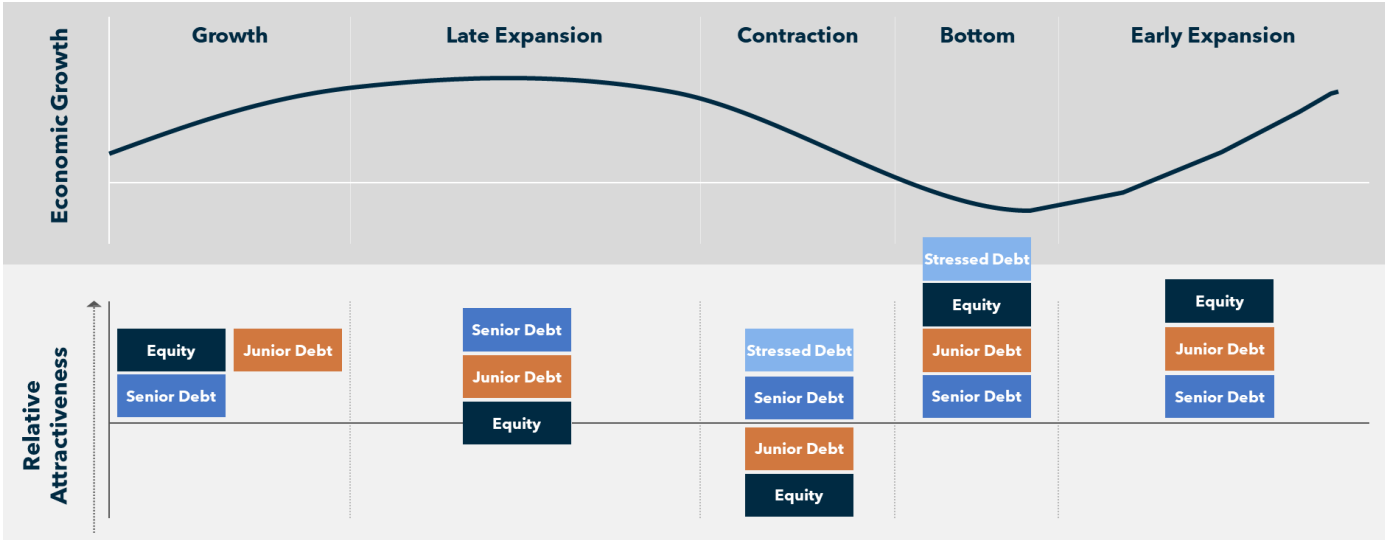 Economic Growth
Growth
Late Expansion
Contraction
Bottom
Early Expansion
Relative
Attractiveness
Equity
Junior Debt
Senior Debt
Senior Debt
Junior Debt
Equity
Stressed Debt
Senior Debt
Junior Debt
Equity
Stressed Debt
Equity
Junior Debt
Senior Debt
Equity
Junior Debt
Senior Debt